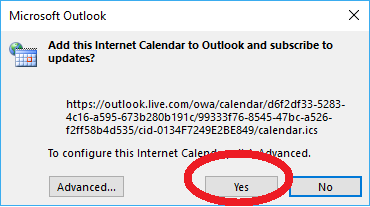 Microsoft Outlook
Add this Internet Calendar to Outlook and subscribe to
updates?
https://outlook.live.com/owa/calendar/d6f2df33-5283-
4c16-a595-673b280b191c/99333f76-8545-47bc-a526-
f2ff58b4d535/cid-0134F7249E2BE849/calendar.ics
To configure this Internet Calendar, Advanced.
Advanced... Yes No